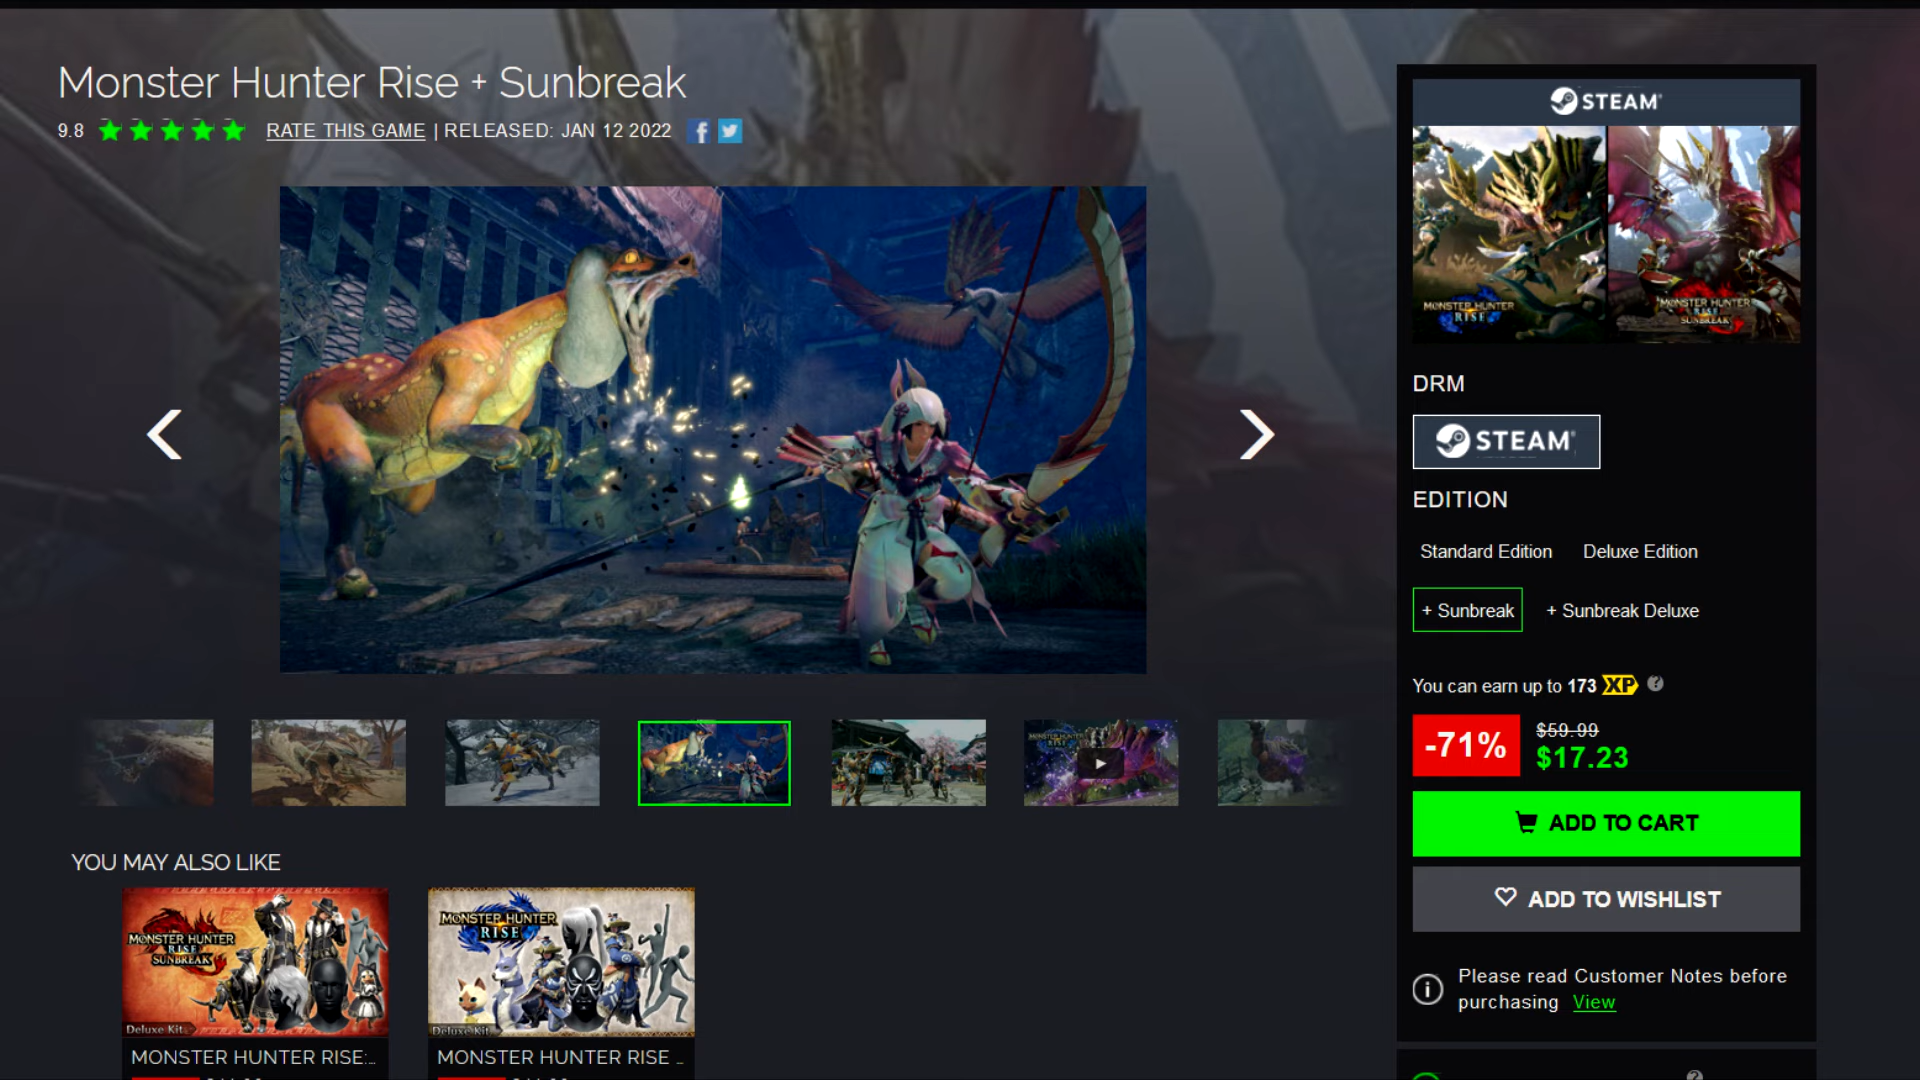 Monster Hunter Rise + Sunbreak
9.8 RATE THIS GAME | RELEASED: JAN 12 2022
STEAM
MONSTER HUNTER
RISE
MONSTER HUNTER
RISE
SUNBREAK
DRM
STEAM
EDITION
Standard Edition Deluxe Edition
+ Sunbreak + Sunbreak Deluxe
You can earn up to 173 XP ?
-71% $59.99
$17.23
ADD TO CART
ADD TO WISHLIST
Please read Customer Notes before
purchasing View
MONSTER HUNTER
RISE
YOU MAY ALSO LIKE
MONSTER HUNTER
RISE
SUNBREAK
Deluxe Kit
MONSTER HUNTER RISE:...
MONSTER HUNTER
RISE
Deluxe Kit
MONSTER HUNTER RISE ...